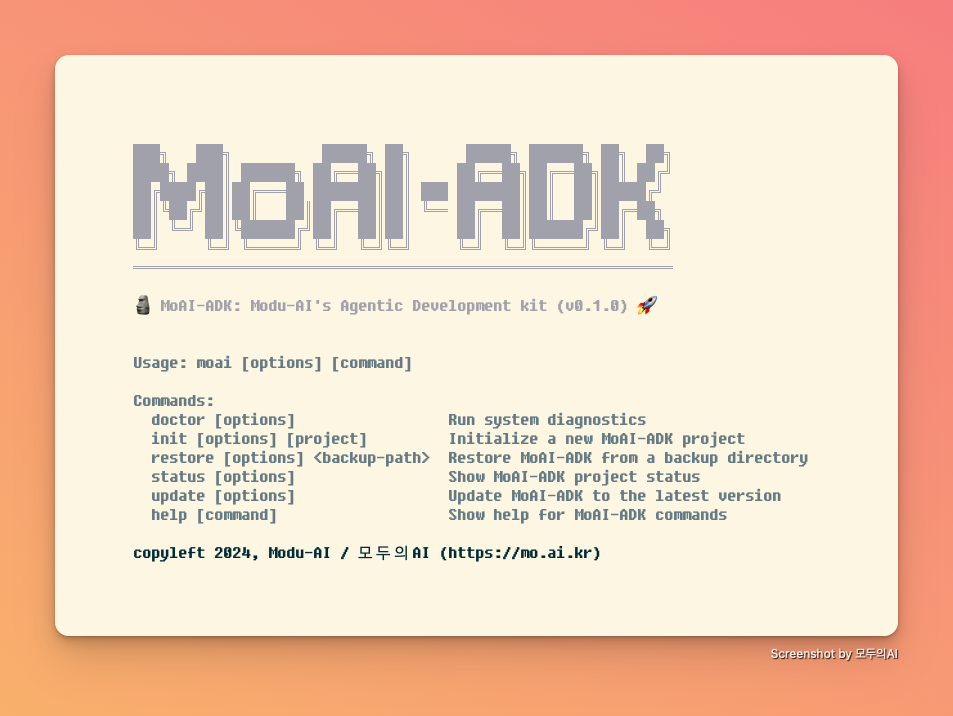 MoAI-ADK
🗿 MoAI-ADK: Modu-AI's Agentic Development kit (v0.1.0) 🚀
Usage: moai [options] [command]
Commands:
doctor [options] Run system diagnostics
init [options] [project] Initialize a new MoAI-ADK project
restore [options] <backup-path> Restore MoAI-ADK from a backup directory
status [options] Show MoAI-ADK project status
update [options] Update MoAI-ADK to the latest version
help [command] Show help for MoAI-ADK commands
copyleft 2024, Modu-AI / 모두의AI (https://mo.ai.kr)
Screenshot by 모두의AI